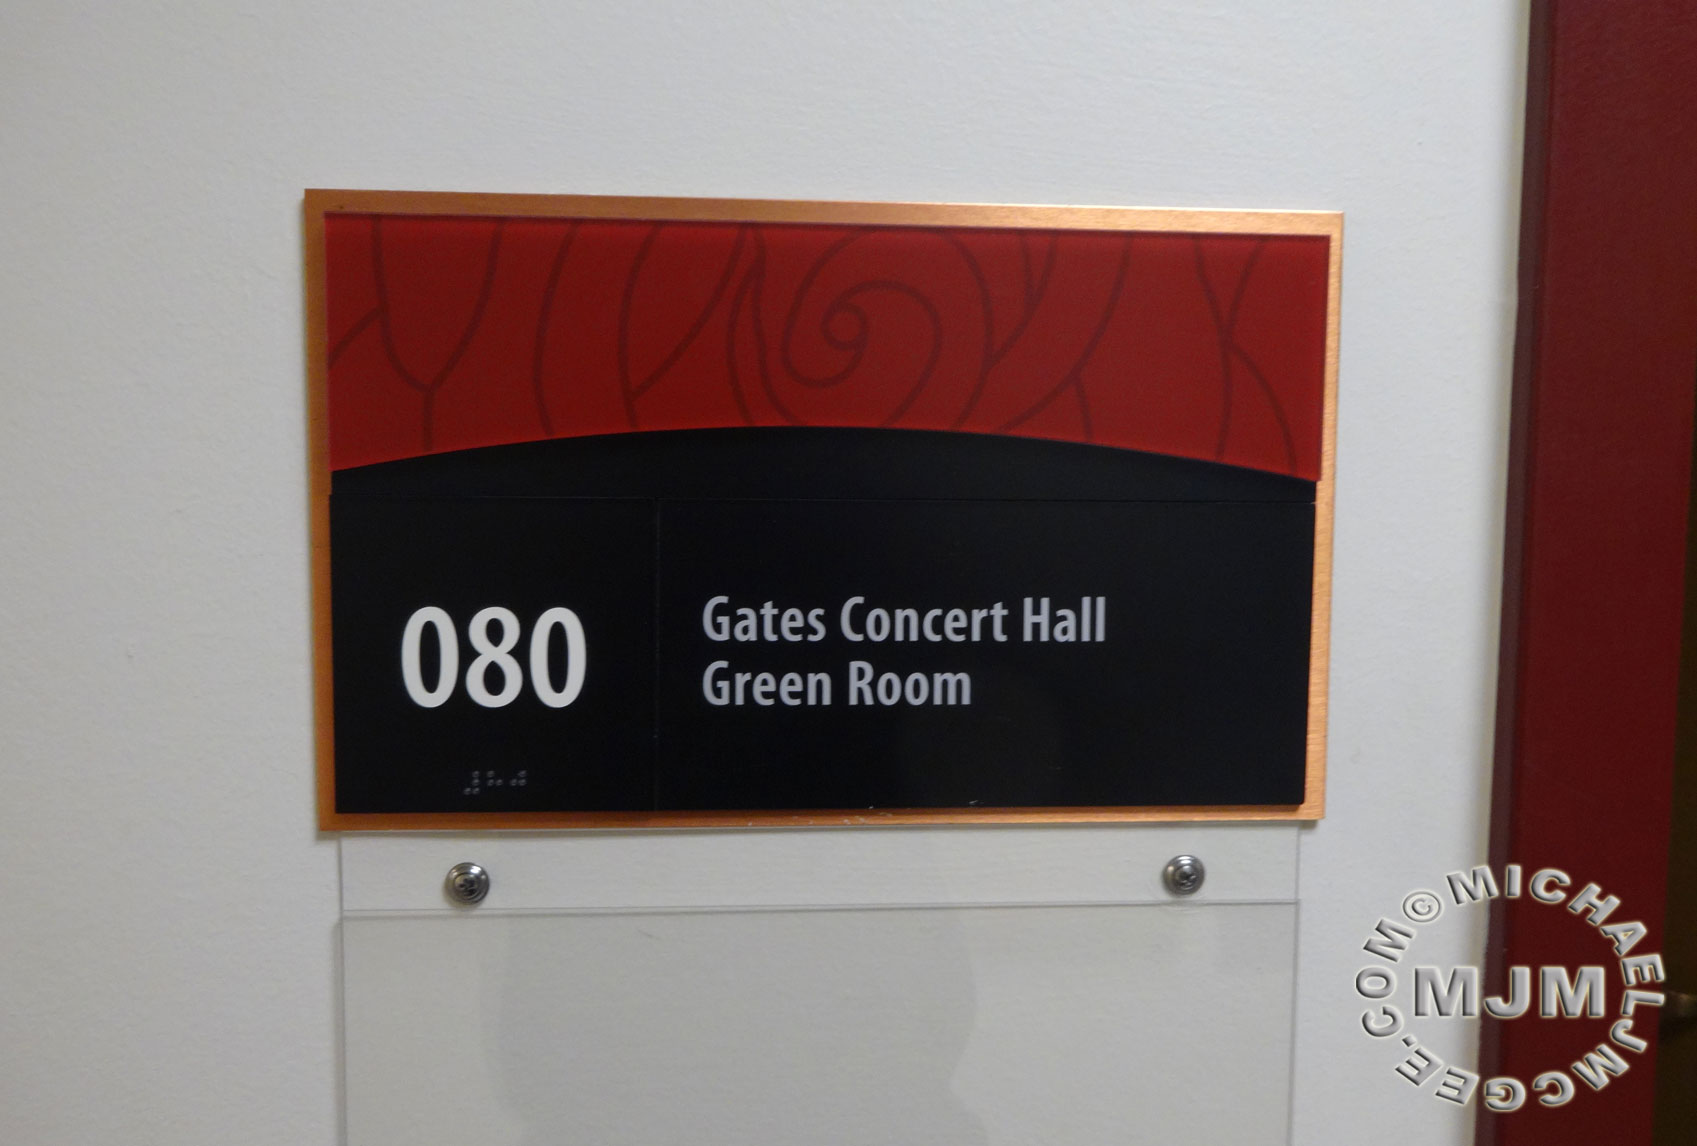 080
Gates Concert Hall
Green Room
©MICHAELJMCGEE.COM
MJM